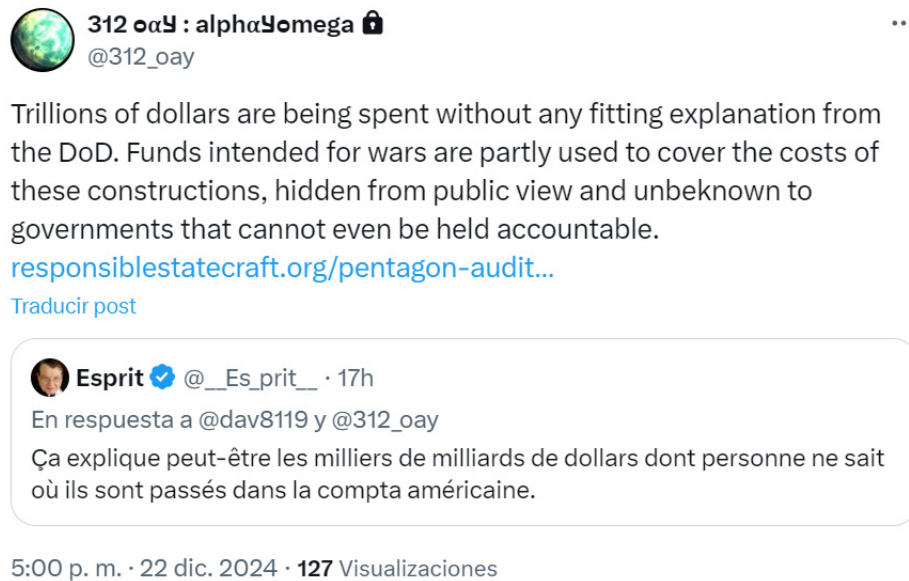 312 oαy : alphαyomega
@312_oay
Trillions of dollars are being spent without any fitting explanation from
the DoD. Funds intended for wars are partly used to cover the costs of
these constructions, hidden from public view and unbeknown to
governments that cannot even be held accountable.
responsiblestatecraft.org/pentagon-audit...
Traducir post
Esprit @__Es_prit__ · 17h
En respuesta a @dav8119 y @312_oay
Ça explique peut-être les milliers de milliards de dollars dont personne ne sait
où ils sont passés dans la compta américaine.
5:00 p. m. · 22 dic. 2024 · 127 Visualizaciones